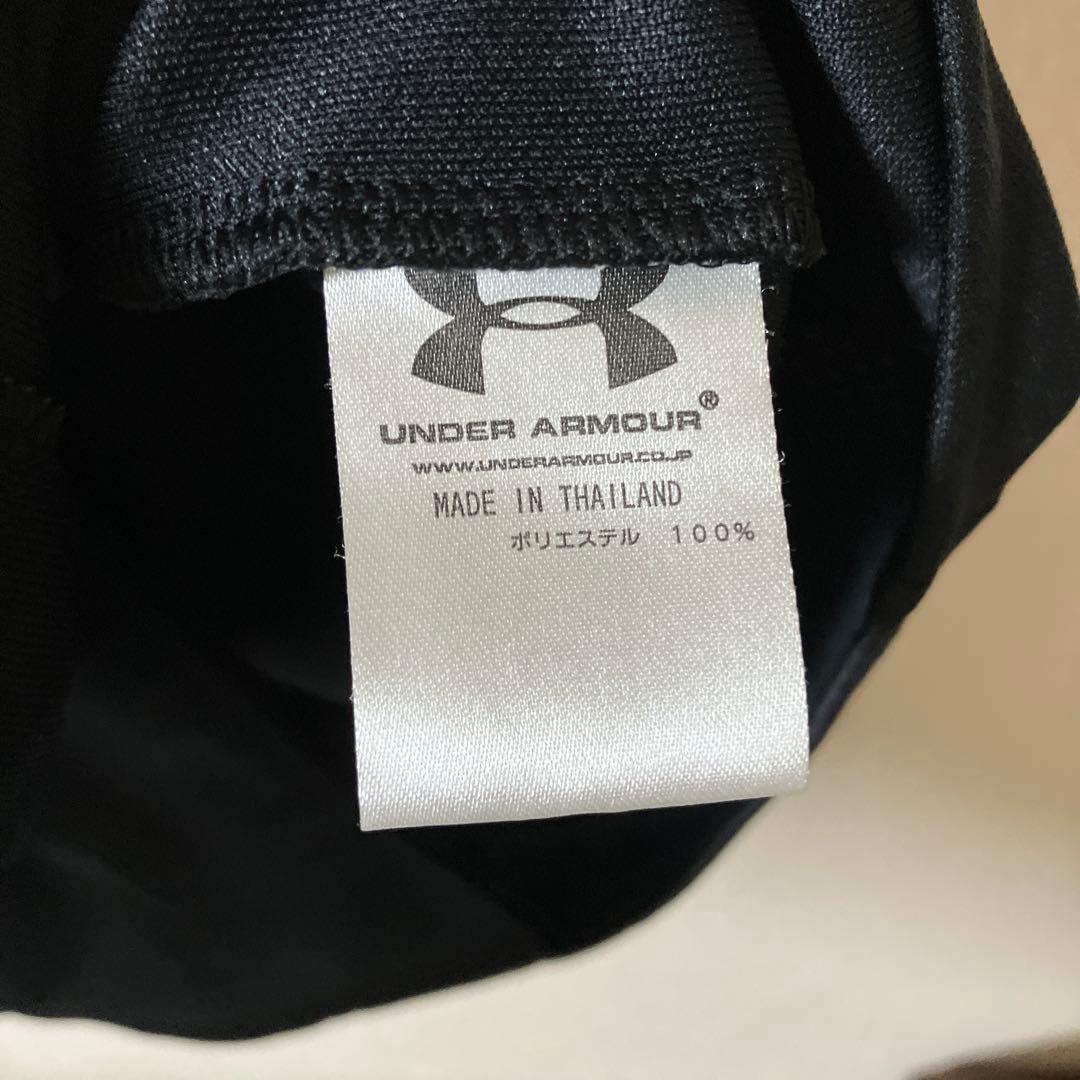 UNDER ARMOUR®
WWW.UNDERARMOUR.CO.JP
MADE IN THAILAND
ポリエステル 100%